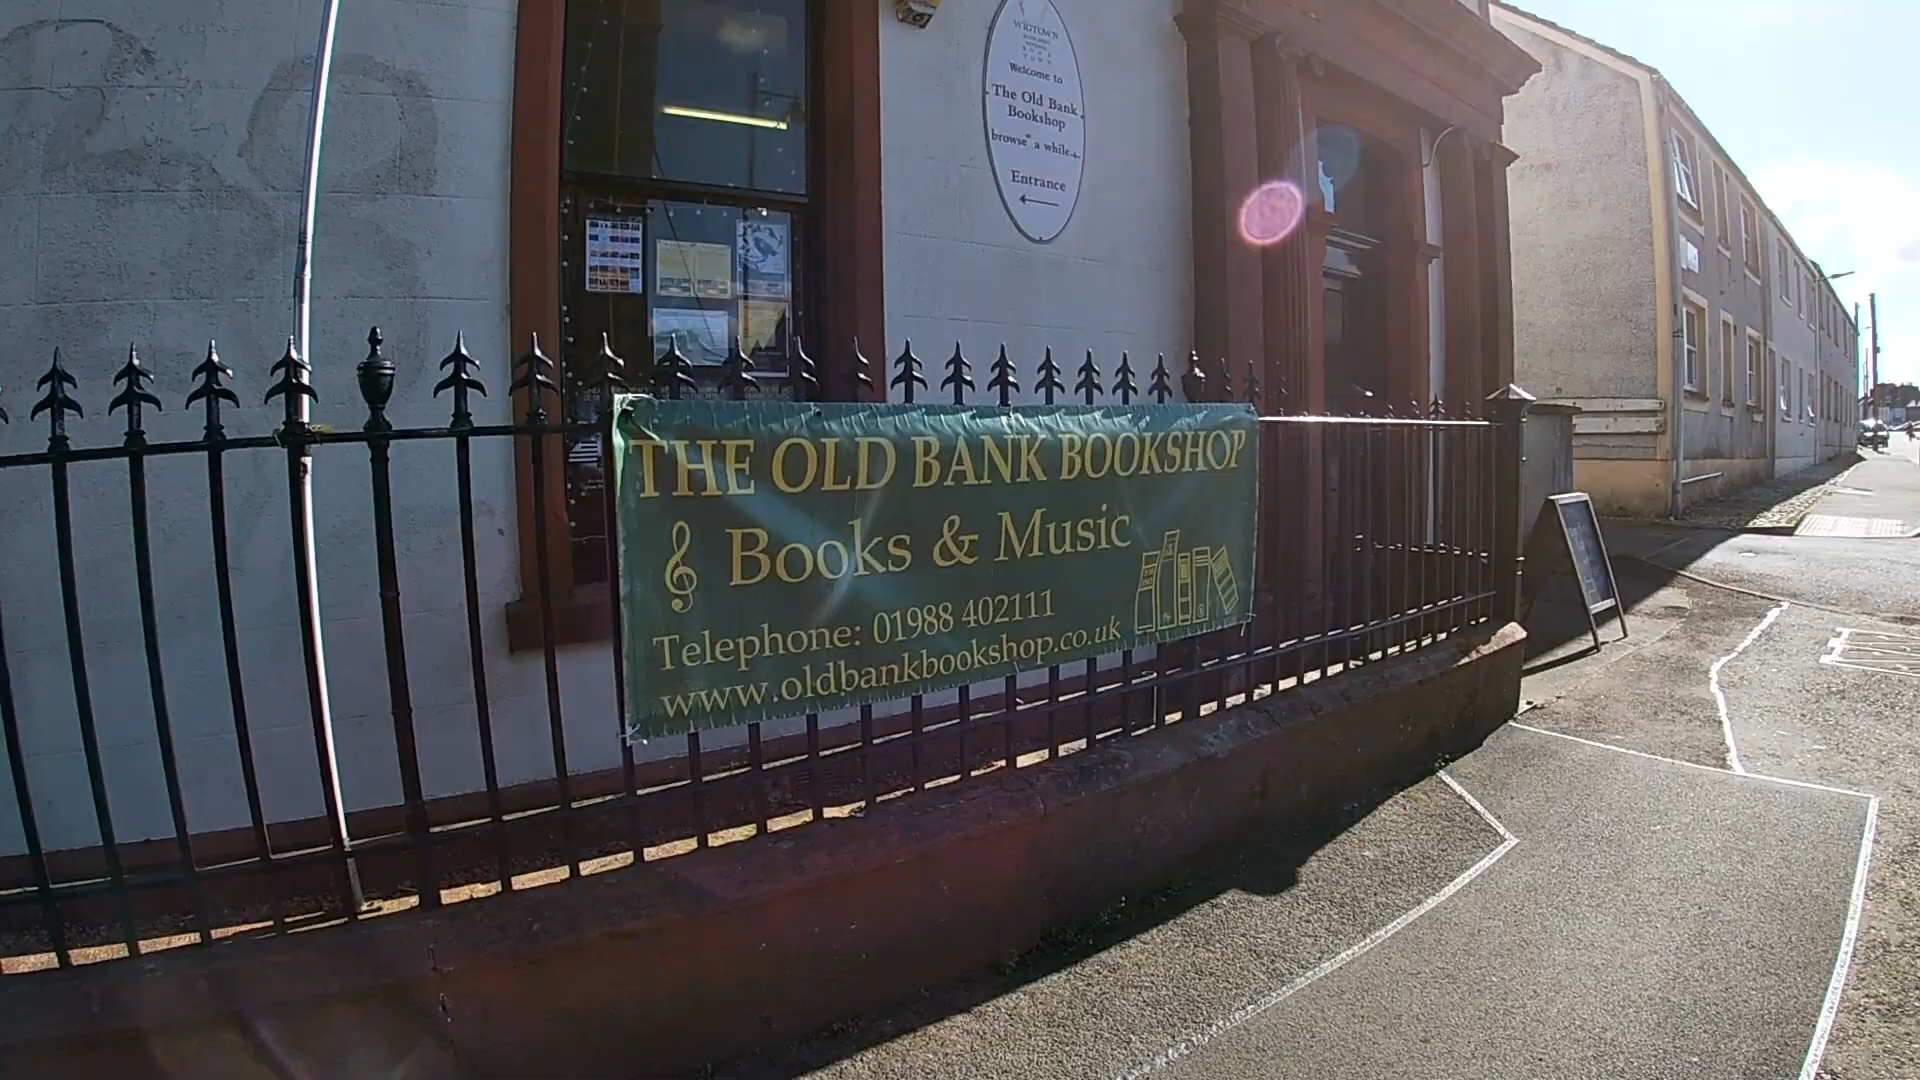 WIGTOWN
Welcome to
The Old Bank
Bookshop
browse a while
Entrance
THE OLD BANK BOOKSHOP
Books & Music
Telephone: 01988 402111
www.oldbankbookshop.co.uk